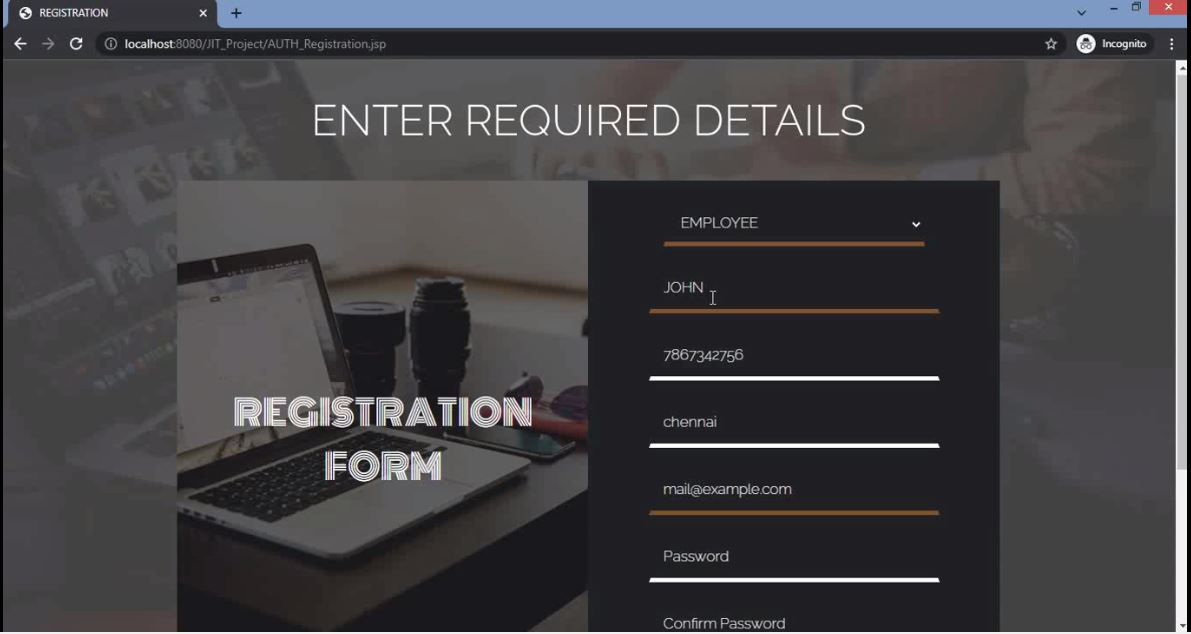 REGISTRATION
localhost:8080/JIT_Project/AUTH_Registration.jsp
Incognito
ENTER REQUIRED DETAILS
REGISTRATION
FORM
EMPLOYEE
JOHN
7867342756
chennai
mail@example.com
Password
Confirm Password